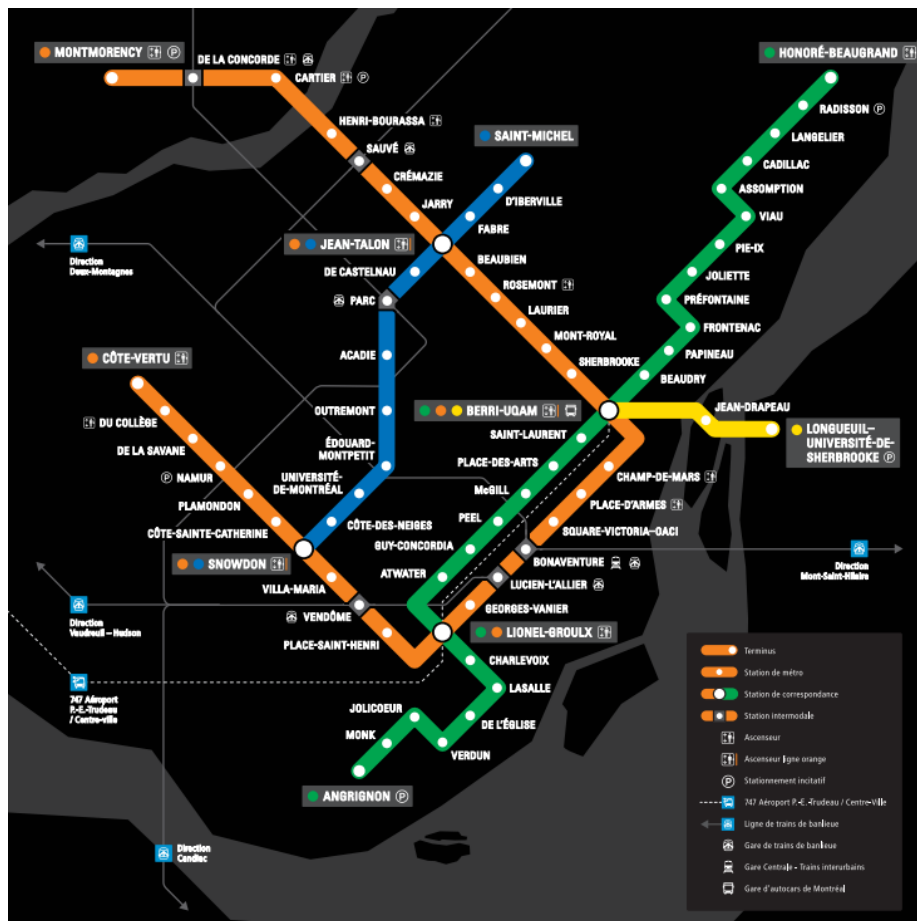 MONTMORENCY
DE LA CONCORDE
CARTIER
HENRI-BOURASSA
SAUVÉ
CRÉMAZIE
JARRY
SAINT-MICHEL
D'IBERVILLE
FABRE
JEAN-TALON
DE CASTELNAU
PARC
ACADIE
OUTREMONT
ÉDOUARD-
MONTPETIT
UNIVERSITÉ-
DE-MONTRÉAL
CÔTE-DES-NEIGES
BEAUBIEN
ROSEMONT
LAURIER
MONT-ROYAL
SHERBROOKE
HONORÉ-BEAUGRAND
RADISSON
LANGELIER
CADILLAC
ASSOMPTION
VIAU
PIE-IX
JOLIETTE
PRÉFONTAINE
FRONTENAC
PAPINEAU
BEAUDRY
BERRI-UQAM
JEAN-DRAPEAU
LONGUEUIL–
UNIVERSITÉ-DE-
SHERBROOKE
SAINT-LAURENT
PLACE-DES-ARTS
McGILL
PEEL
GUY-CONCORDIA
ATWATER
CHAMP-DE-MARS
PLACE-D'ARMES
SQUARE-VICTORIA–OACI
BONAVENTURE
LUCIEN-L'ALLIER
GEORGES-VANIER
LIONEL-GROULX
CÔTE-VERTU
DU COLLÈGE
DE LA SAVANE
NAMUR
PLAMONDON
CÔTE-SAINTE-CATHERINE
SNOWDON
VILLA-MARIA
VENDÔME
PLACE-SAINT-HENRI
CHARLEVOIX
LASALLE
DE L'ÉGLISE
VERDUN
JOLICOEUR
MONK
ANGRIGNON
Direction
Deux-Montagnes
Direction
Vaudreuil – Hudson
747 Aéroport
P.-E.-Trudeau
/ Centre-ville
Direction
Candiac
Direction
Mont-Saint-Hilaire
Terminus
Station de métro
Station de correspondance
Station intermodale
Ascenseur
Ascenseur ligne orange
Stationnement incitatif
747 Aéroport P.-E.-Trudeau / Centre-Ville
Ligne de trains de banlieue
Gare de trains de banlieue
Gare Centrale - Trains interurbains
Gare d'autocars de Montréal